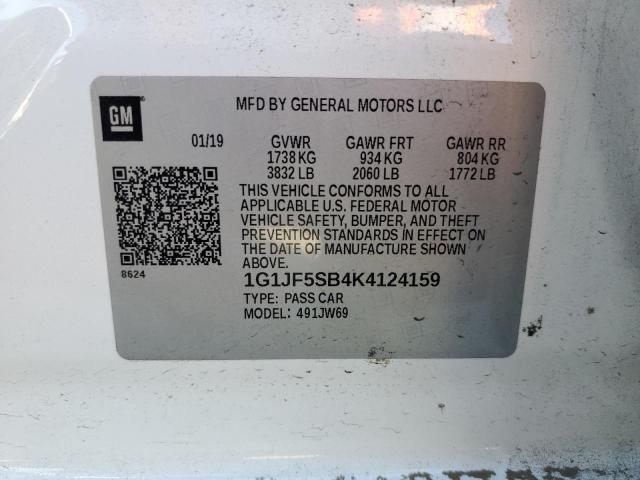 GM
MFD BY GENERAL MOTORS LLC
01/19 GVWR GAWR FRT GAWR RR
1738 KG 934 KG 804 KG
3832 LB 2060 LB 1772 LB
THIS VEHICLE CONFORMS TO ALL
APPLICABLE U.S. FEDERAL MOTOR
VEHICLE SAFETY, BUMPER, AND THEFT
PREVENTION STANDARDS IN EFFECT ON
THE DATE OF MANUFACTURE SHOWN
ABOVE.
8624
1G1JF5SB4K4124159
TYPE: PASS CAR
MODEL: 491JW69